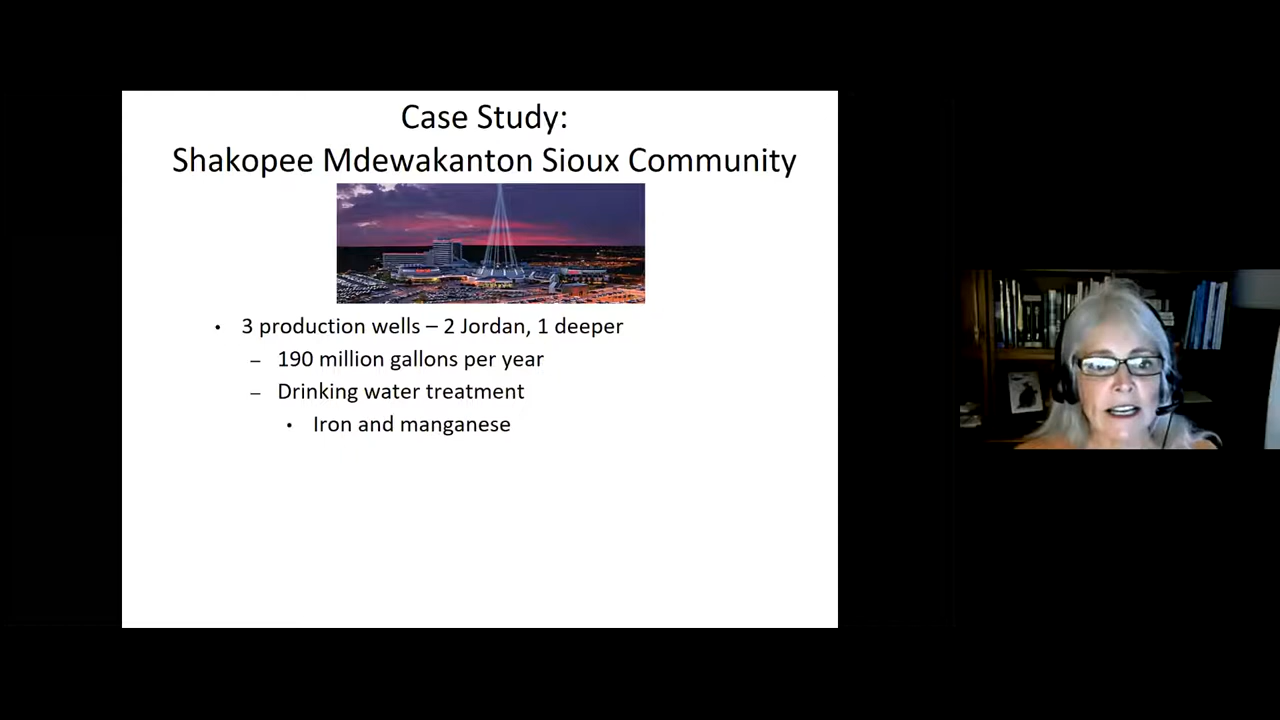 Case Study:
Shakopee Mdewakanton Sioux Community
• 3 production wells – 2 Jordan, 1 deeper
– 190 million gallons per year
– Drinking water treatment
• Iron and manganese